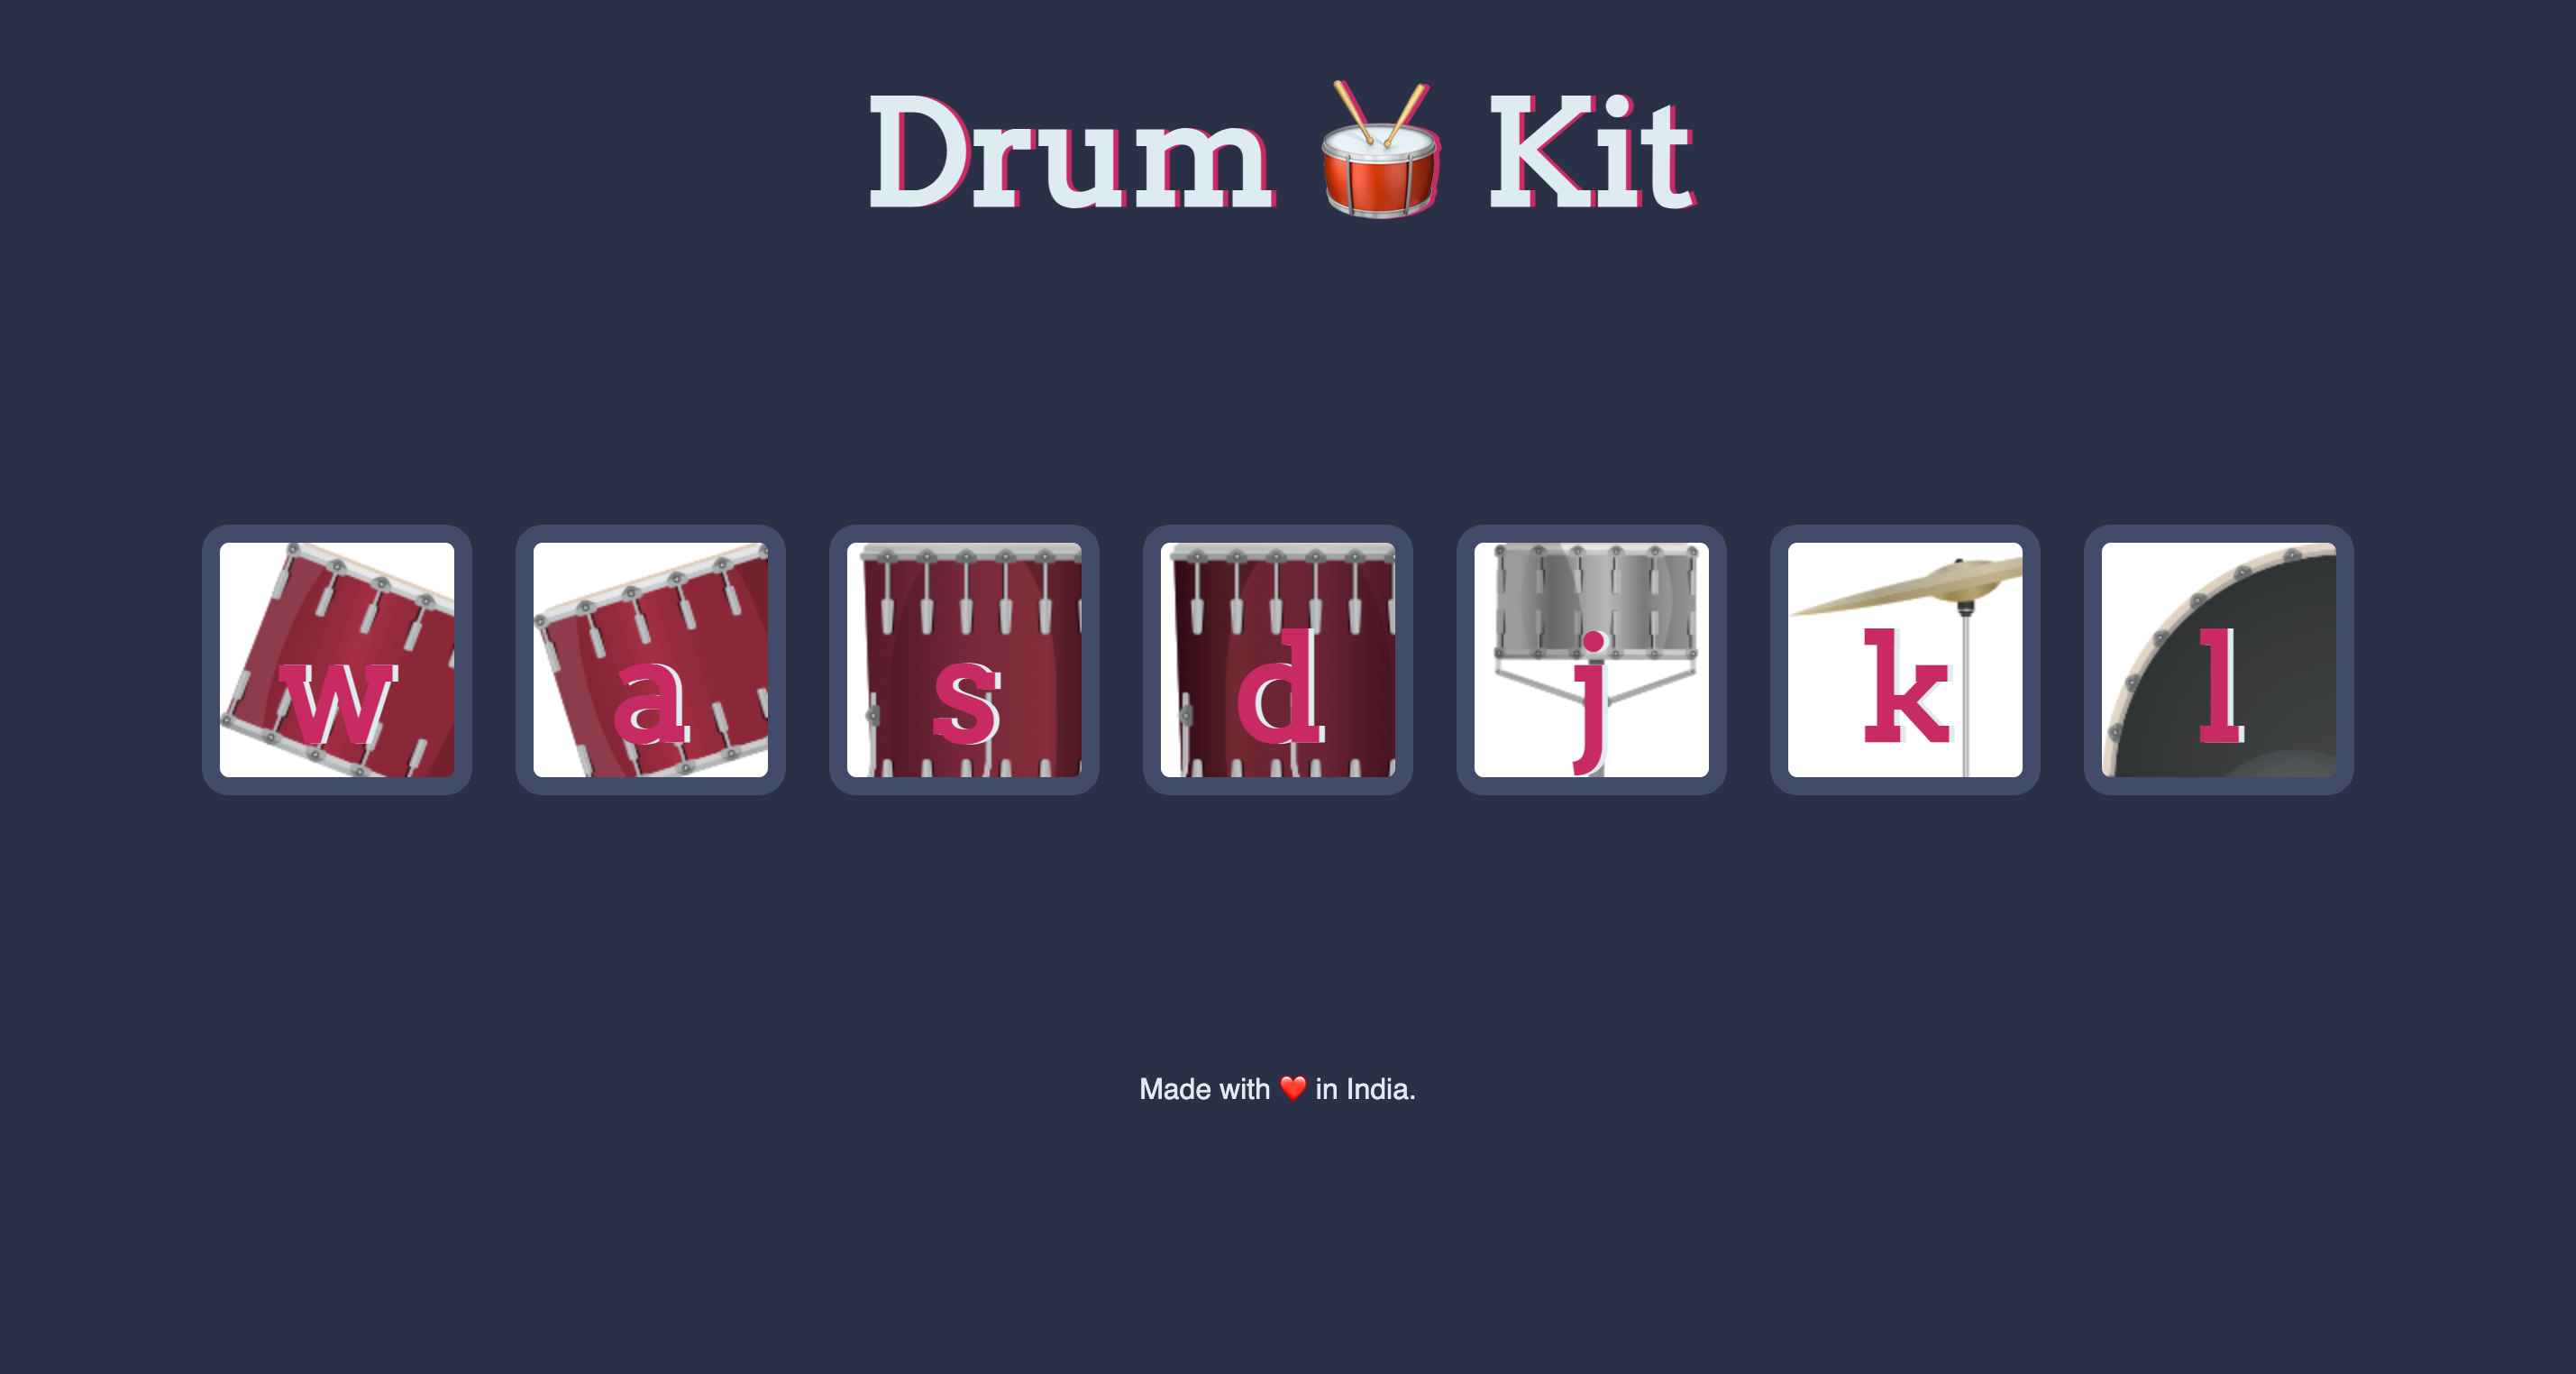 Drum 🥁 Kit
w a s d j k l
Made with ❤️ in India.